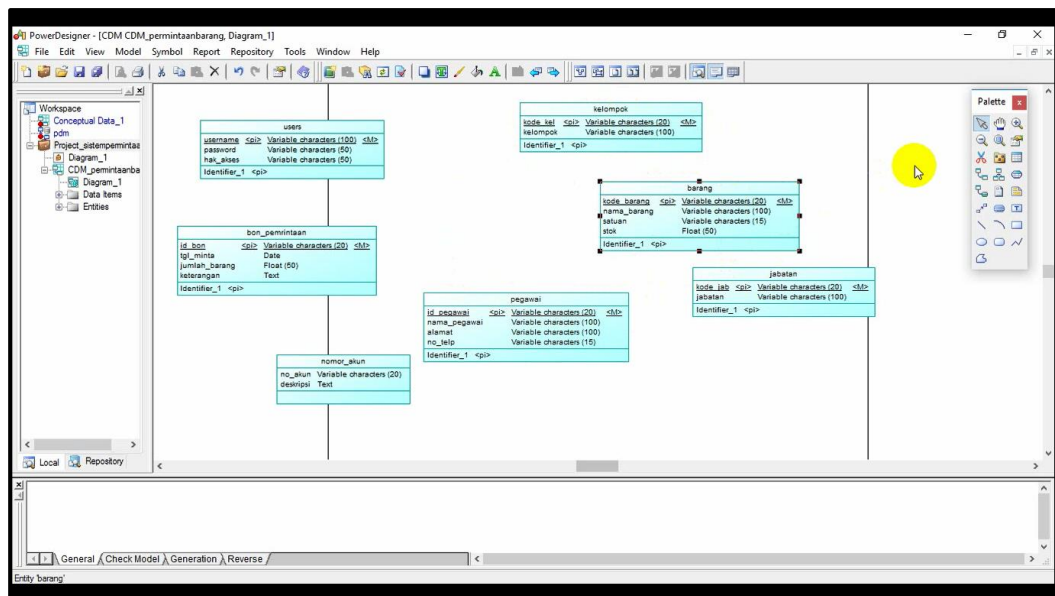 PowerDesigner - [CDM CDM_permintaanbarang, Diagram_1]
File Edit View Model Symbol Report Repository Tools Window Help
Workspace
Conceptual Data_1
pdm
Project_sistempermintaa
Diagram_1
CDM_permintaanba
Diagram_1
Data Items
Entities
Local Repository
users
username <pi> Variable characters (100) <M>
password Variable characters (50)
hak_akses Variable characters (50)
Identifier_1 <pi>
kelompok
kode_kel <pi> Variable characters (20) <M>
kelompok Variable characters (100)
Identifier_1 <pi>
barang
kode_barang <pi> Variable characters (20) <M>
nama_barang Variable characters (100)
satuan Variable characters (15)
stok Float (50)
Identifier_1 <pi>
bon_pemrintaan
id_bon <pi> Variable characters (20) <M>
tgl_minta Date
jumlah_barang Float (50)
keterangan Text
Identifier_1 <pi>
jabatan
kode_jab <pi> Variable characters (20) <M>
jabatan Variable characters (100)
Identifier_1 <pi>
pegawai
id_pegawai <pi> Variable characters (20) <M>
nama_pegawai Variable characters (100)
alamat Variable characters (100)
no_telp Variable characters (15)
Identifier_1 <pi>
nomor_akun
no_akun Variable characters (20)
deskripsi Text
Palette
General Check Model Generation Reverse
Entity 'barang'